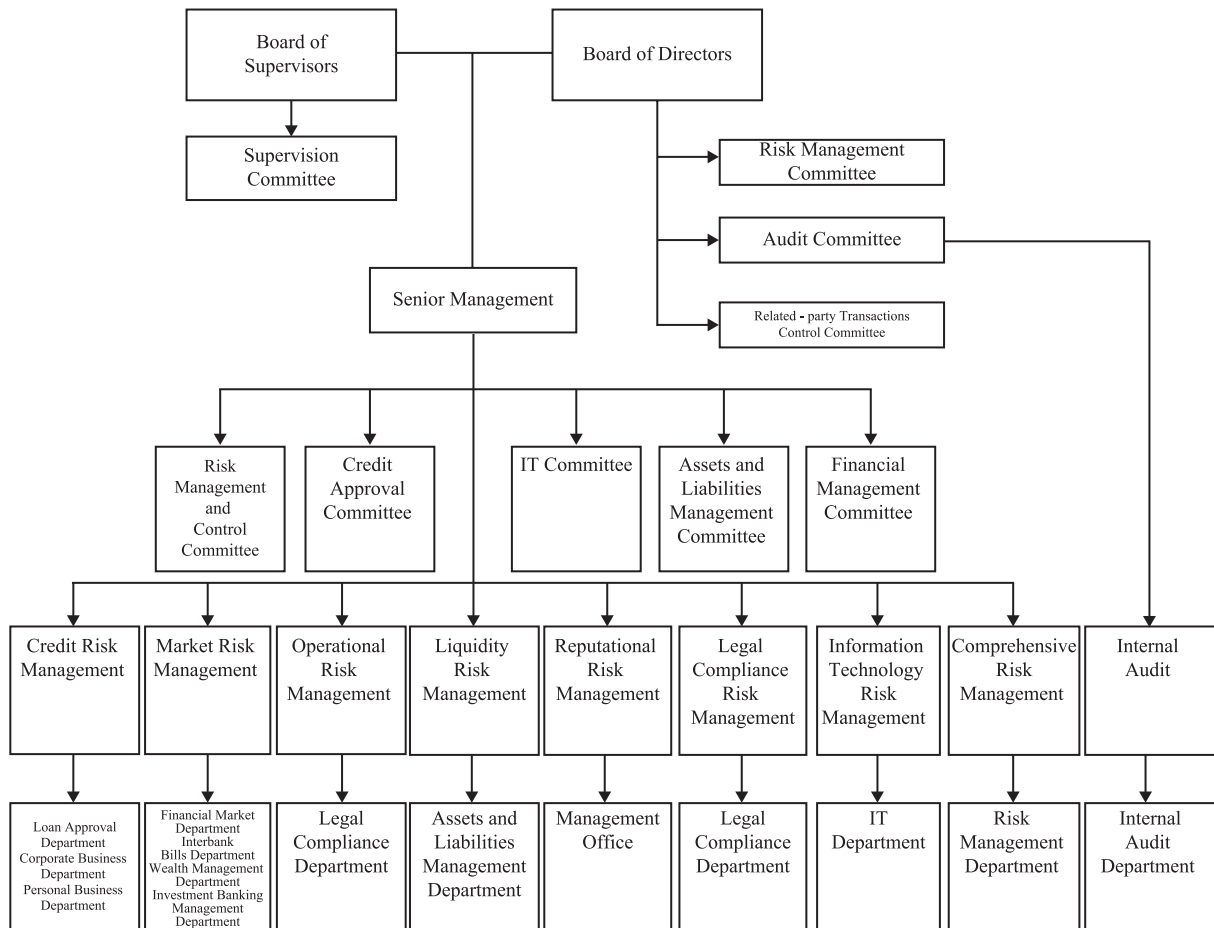 Board of
Supervisors
Board of Directors
Supervision
Committee
Risk Management
Committee
Audit Committee
Senior Management
Related - party Transactions
Control Committee
Risk
Management
and
Control
Committee
Credit
Approval
Committee
IT Committee
Assets and
Liabilities
Management
Committee
Financial
Management
Committee
Credit Risk
Management
Market Risk
Management
Operational
Risk
Management
Liquidity
Risk
Management
Reputational
Risk
Management
Legal
Compliance
Risk
Management
Information
Technology
Risk
Management
Comprehensive
Risk
Management
Internal
Audit
Loan Approval
Department
Corporate Business
Department
Personal Business
Department
Financial Market
Department
Interbank
Bills Department
Wealth Management
Department
Investment Banking
Management
Department
Legal
Compliance
Department
Assets and
Liabilities
Management
Department
Management
Office
Legal
Compliance
Department
IT
Department
Risk
Management
Department
Internal
Audit
Department